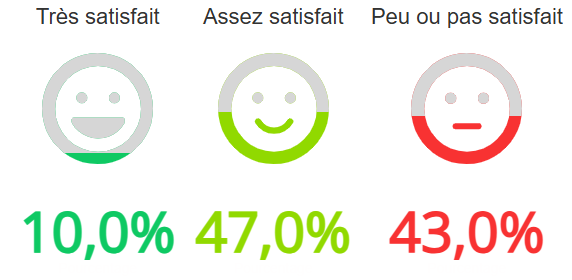 Très satisfait Assez satisfait Peu ou pas satisfait
10,0% 47,0% 43,0%